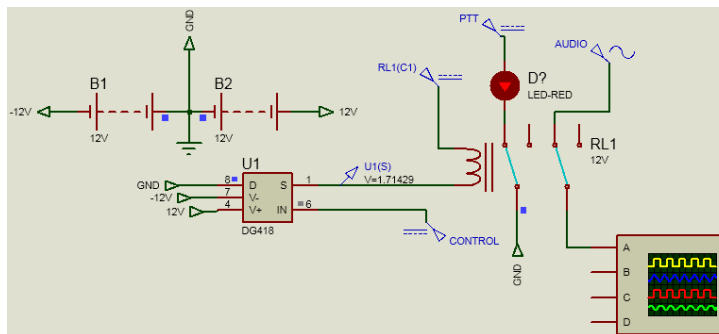 GND
PTT
AUDIO
RL1(C1)
D?
LED-RED
B1
B2
-12V
12V
12V
12V
RL1
12V
U1
U1(S)
V=1.71429
GND
8
D
S
1
-12V
7
V-
12V
4
V+
IN
6
DG418
CONTROL
GND
A
B
C
D